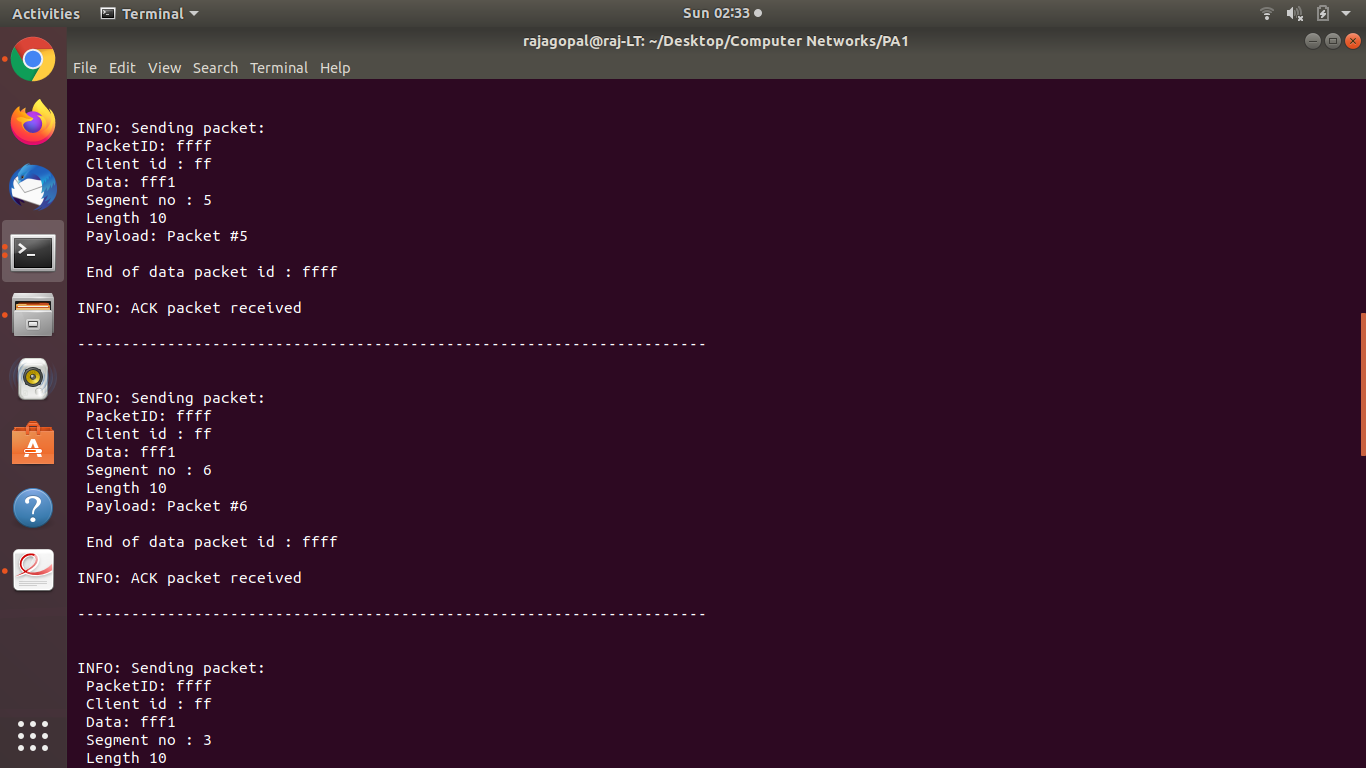 Activities Terminal Sun 02:33
rajagopal@raj-LT: ~/Desktop/Computer Networks/PA1
File Edit View Search Terminal Help
INFO: Sending packet:
PacketID: ffff
Client id : ff
Data: fff1
Segment no : 5
Length 10
Payload: Packet #5
End of data packet id : ffff
INFO: ACK packet received
----------------------------------------------------------------------
INFO: Sending packet:
PacketID: ffff
Client id : ff
Data: fff1
Segment no : 6
Length 10
Payload: Packet #6
End of data packet id : ffff
INFO: ACK packet received
----------------------------------------------------------------------
INFO: Sending packet:
PacketID: ffff
Client id : ff
Data: fff1
Segment no : 3
Length 10